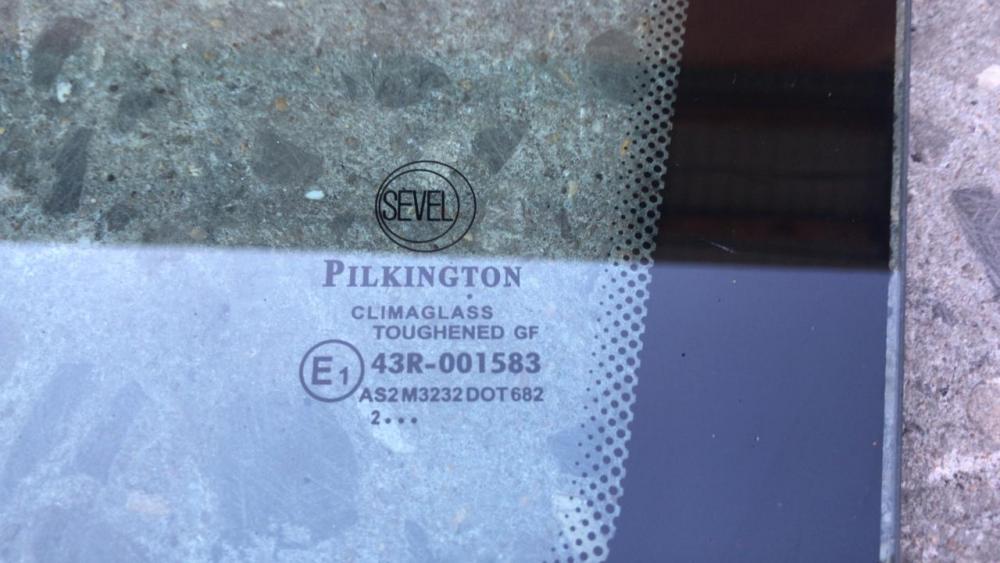 SEVEL
PILKINGTON
CLIMAGLASS
TOUGHENED GF
E1 43R-001583
AS2 M3232 DOT 682
2•••